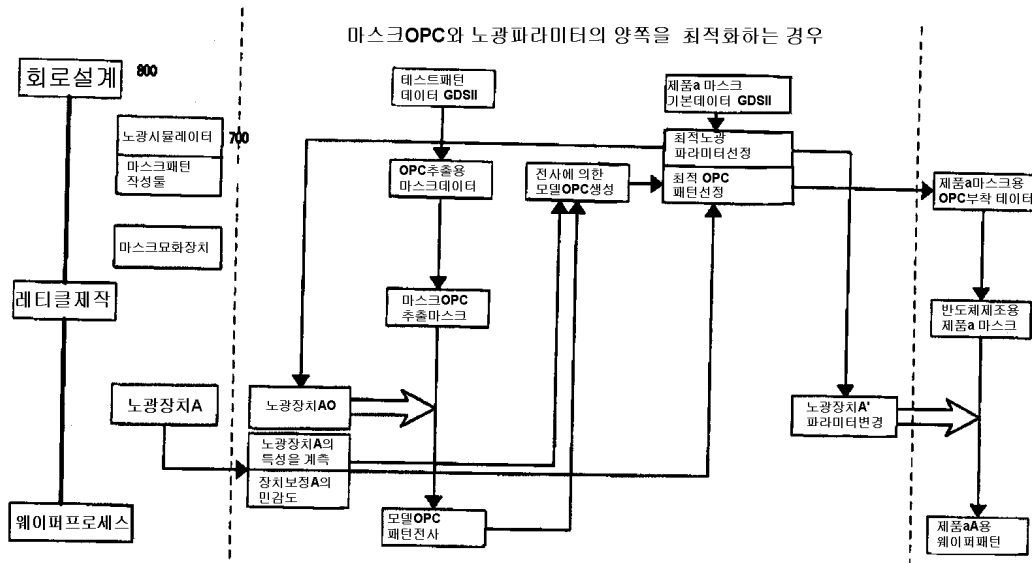 마스크OPC와 노광파라미터의 양쪽을 최적화하는 경우
회로설계
800
노광시뮬레이터
700
마스크패턴
작성툴
마스크묘화장치
레티클제작
노광장치A
웨이퍼프로세스
테스트패턴
데이터 GDSII
OPC추출용
마스크데이터
마스크OPC
추출마스크
노광장치AO
노광장치A의
특성을 계측
장치보정A의
민감도
모델OPC
패턴전사
전사에 의한
모델OPC생성
제품a 마스크
기본데이터 GDSII
최적노광
파라미터선정
최적 OPC
패턴선정
노광장치A'
파라미터변경
제품a마스크용
OPC부착 테이터
반도체제조용
제품a 마스크
제품aA용
웨이퍼패턴